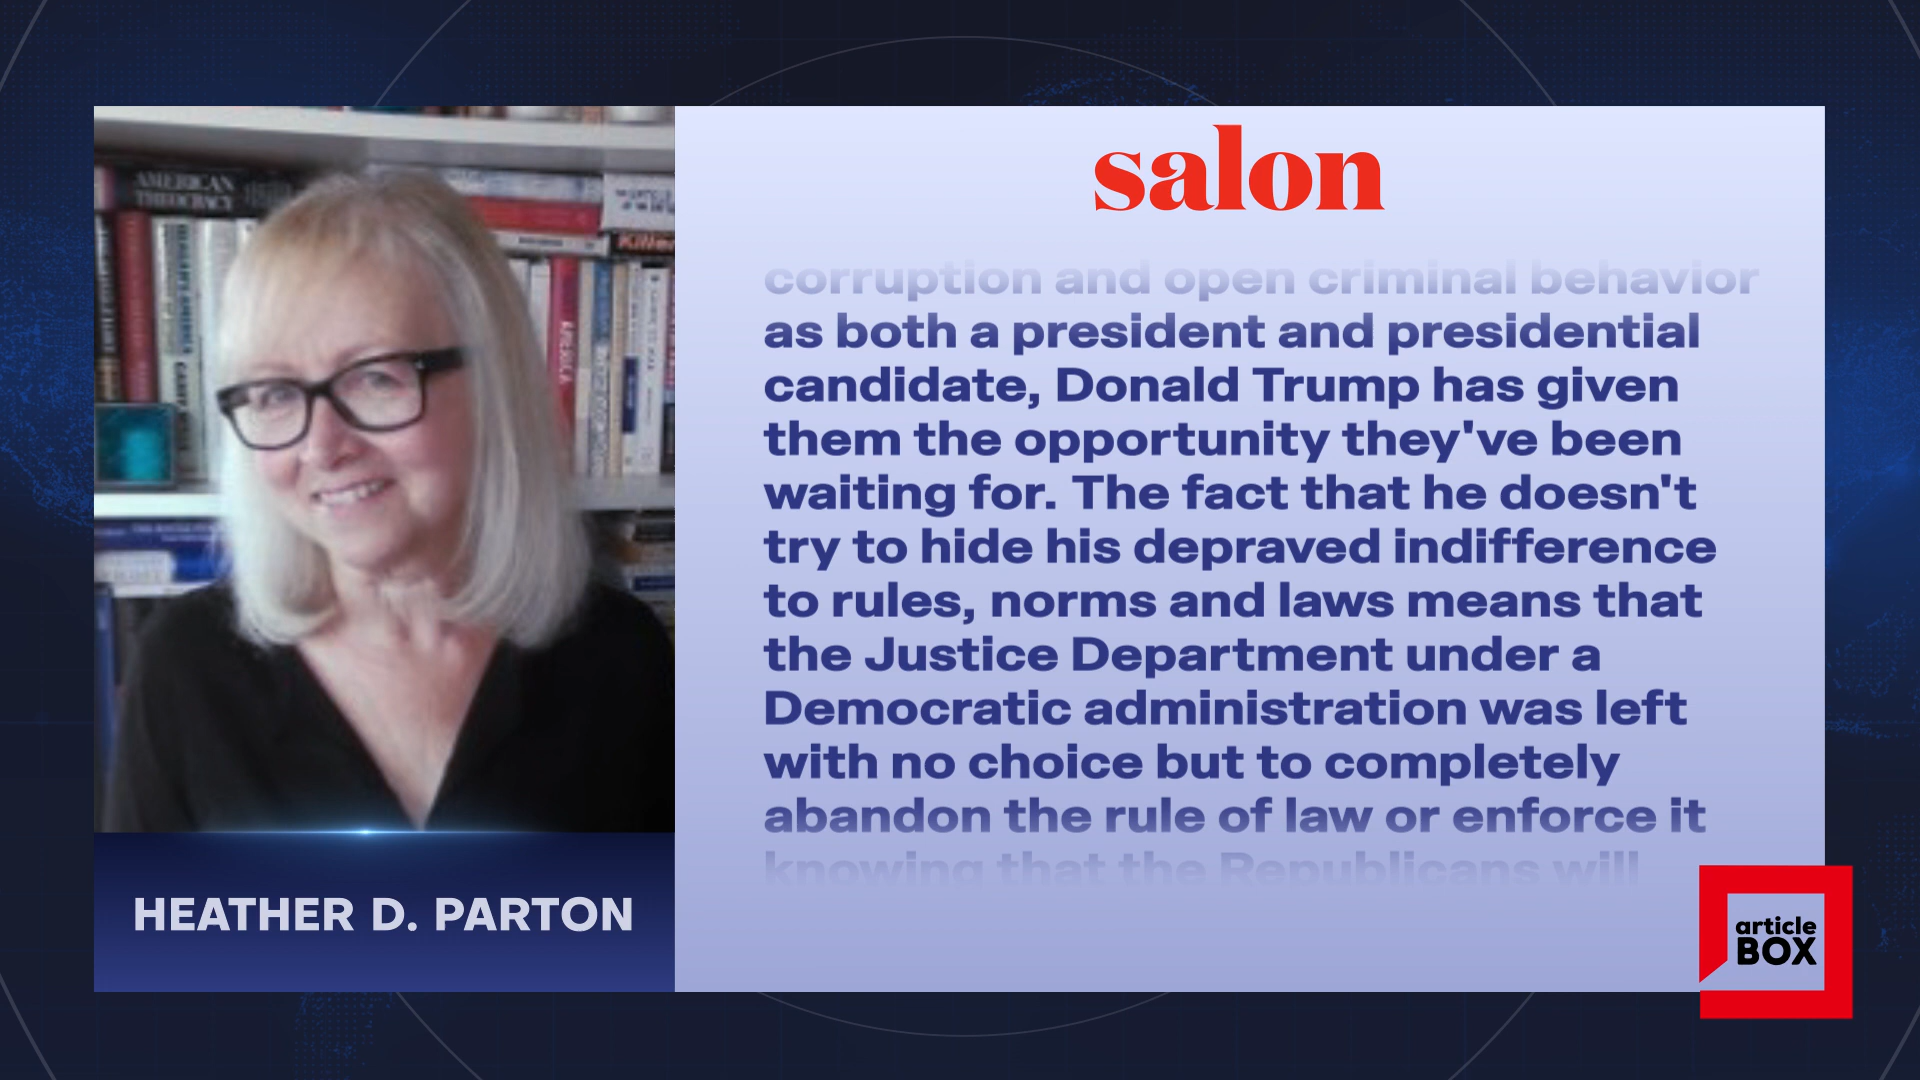 salon
corruption and open criminal behavior
as both a president and presidential
candidate, Donald Trump has given
them the opportunity they've been
waiting for. The fact that he doesn't
try to hide his depraved indifference
to rules, norms and laws means that
the Justice Department under a
Democratic administration was left
with no choice but to completely
abandon the rule of law or enforce it
knowing that the Republicans will
AMERICAN
THEOCRACY
Killer
HEATHER D. PARTON
article
BOX